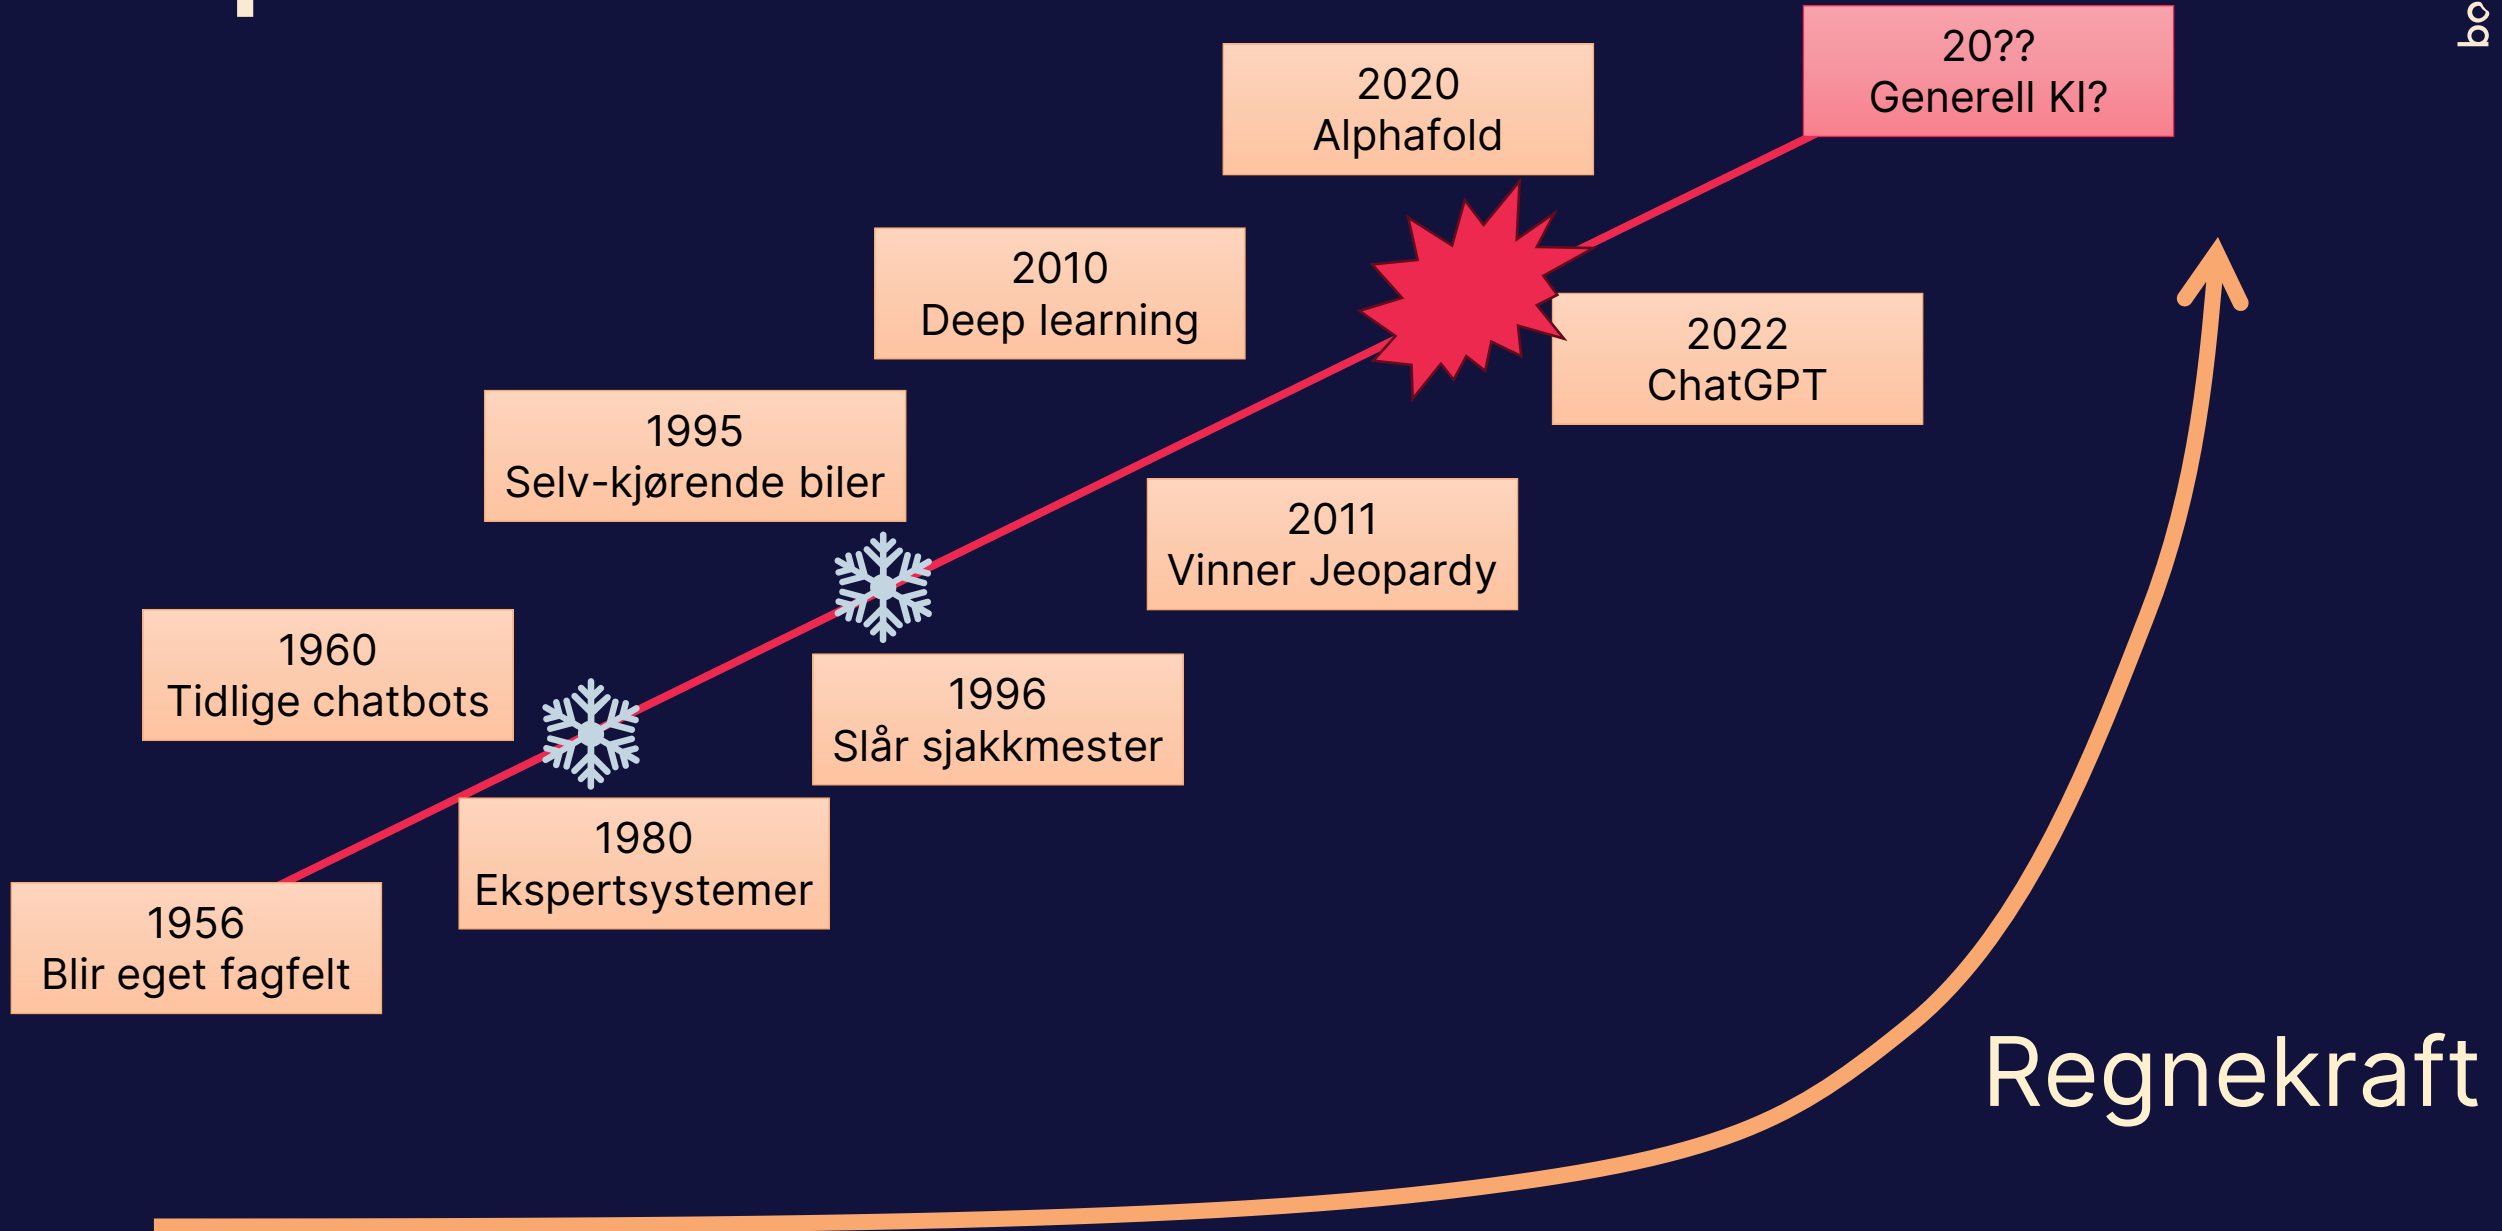 20??
Generell KI?
2020
Alphafold
2010
Deep learning
2022
ChatGPT
1995
Selv-kjørende biler
2011
Vinner Jeopardy
1960
Tidlige chatbots
1996
Slår sjakkmester
1980
Ekspertsystemer
1956
Blir eget fagfelt
Regnekraft